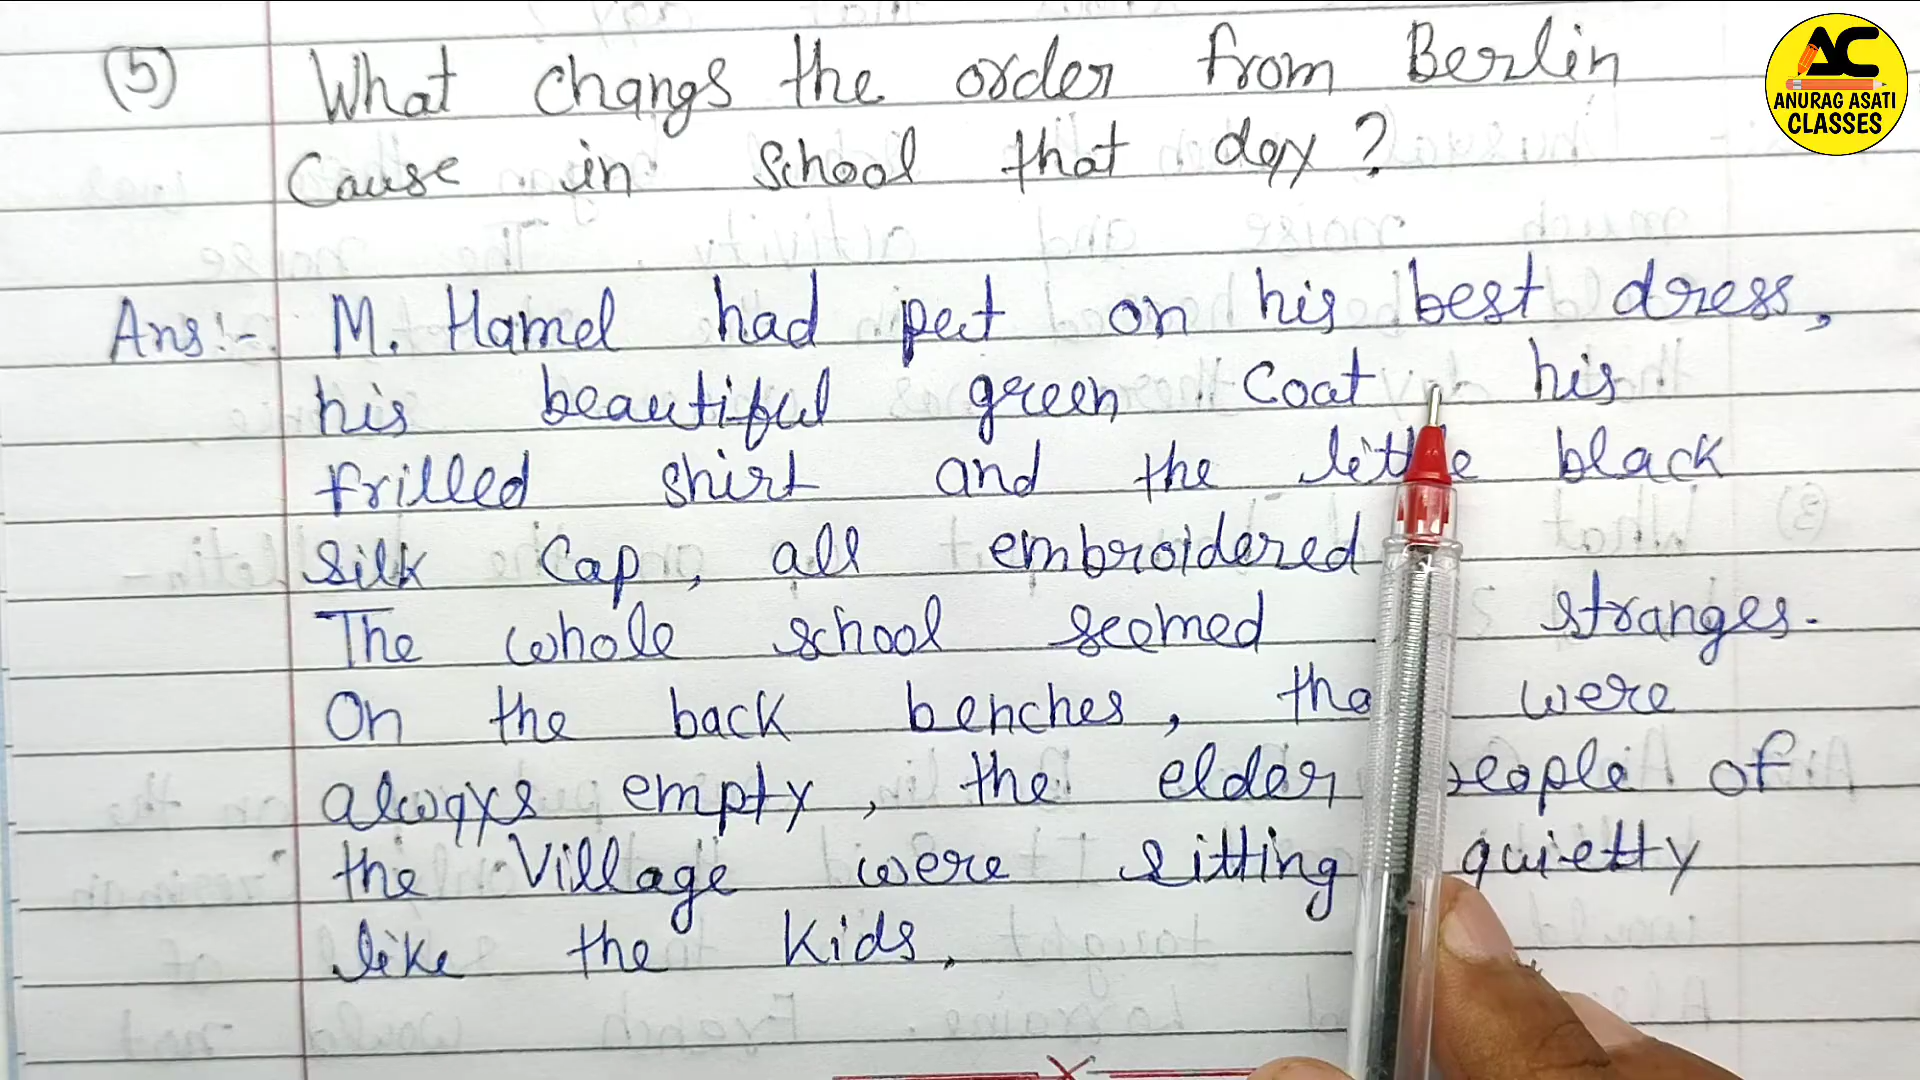 (5) What changs the order from Berlin
Cause in School that day ?
Ans:- M. Hamel had put on his best dress,
his beautiful green Coat his
frilled shirt and the little black
silk Cap, all embroidered
The whole school seemed stranges.
On the back benches, were
always empty, the elder people of
the Village were sitting quietty
like the Kids.
AC
ANURAG ASATI
CLASSES